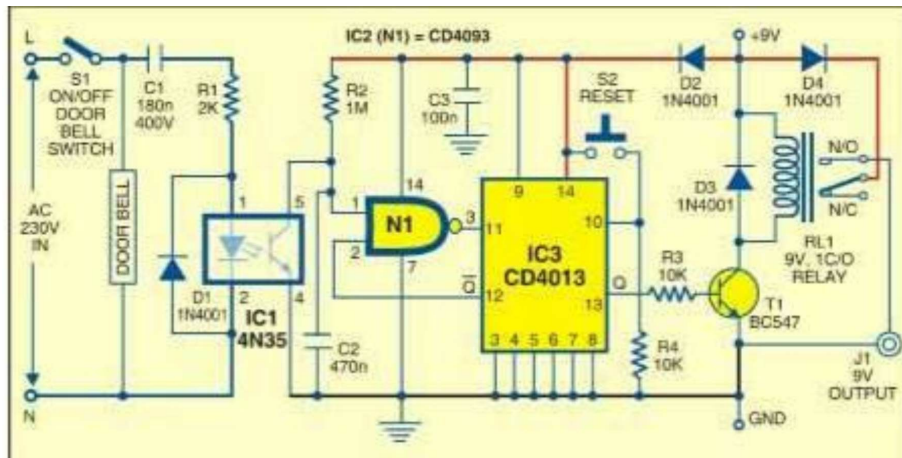 IC2 (N1) = CD4093
+9V
L
S1
ON/OFF
DOOR
BELL
SWITCH
C1
180n
400V
R1
2K
R2
1M
C3
100n
S2
RESET
D2
1N4001
D4
1N4001
N/O
N/C
D3
1N4001
RL1
9V, 1C/O
RELAY
AC
230V
IN
DOOR BELL
1
5
2
4
D1
1N4001
IC1
4N35
14
1
2
N1
3
7
C2
470n
9
14
11
10
IC3
CD4013
Q̅
12
13
Q
3
4
5
6
7
8
R3
10K
R4
10K
T1
BC547
J1
9V
OUTPUT
N
GND